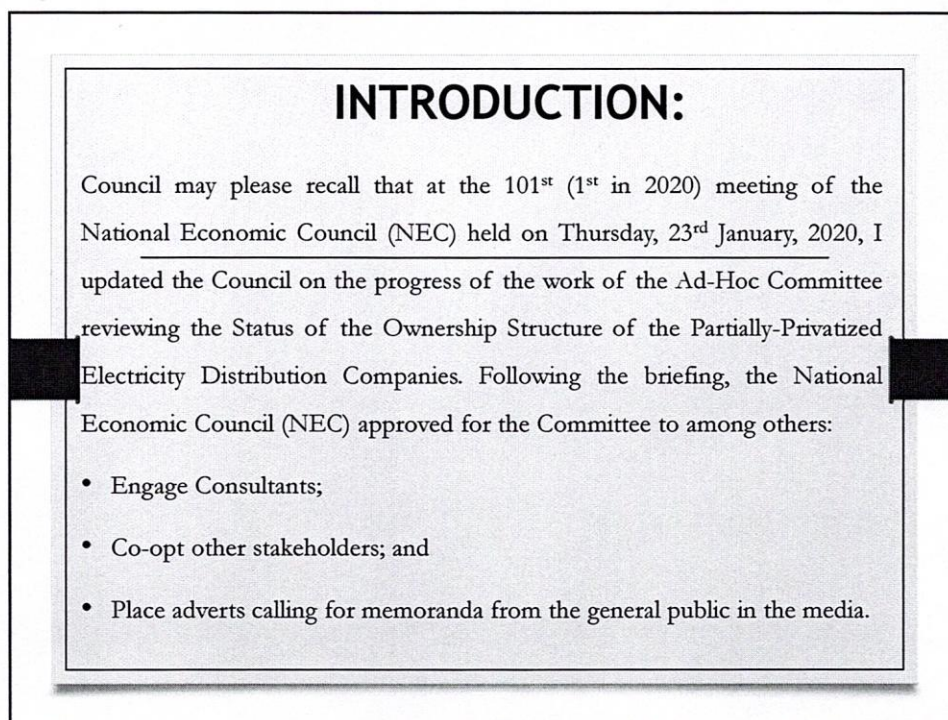 INTRODUCTION:
Council may please recall that at the 101st (1st in 2020) meeting of the
National Economic Council (NEC) held on Thursday, 23rd January, 2020, I
updated the Council on the progress of the work of the Ad-Hoc Committee
reviewing the Status of the Ownership Structure of the Partially-Privatized
Electricity Distribution Companies. Following the briefing, the National
Economic Council (NEC) approved for the Committee to among others:
• Engage Consultants;
• Co-opt other stakeholders; and
• Place adverts calling for memoranda from the general public in the media.